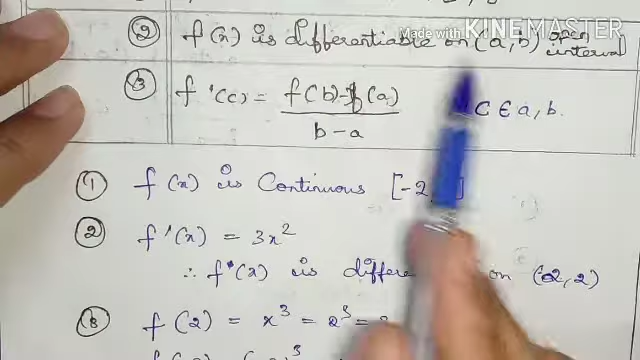 Made with KINEMASTER
② f(x) is differentiable on (a, b) open interval
③ f'(c) = f(b) - f(a) / b - a C ∈ a, b.
① f(x) is Continuous [-2, ]
② f'(x) = 3x²
∴ f'(x) is differe on (-2, 2)
③ f(2) = x³ = 2³ =